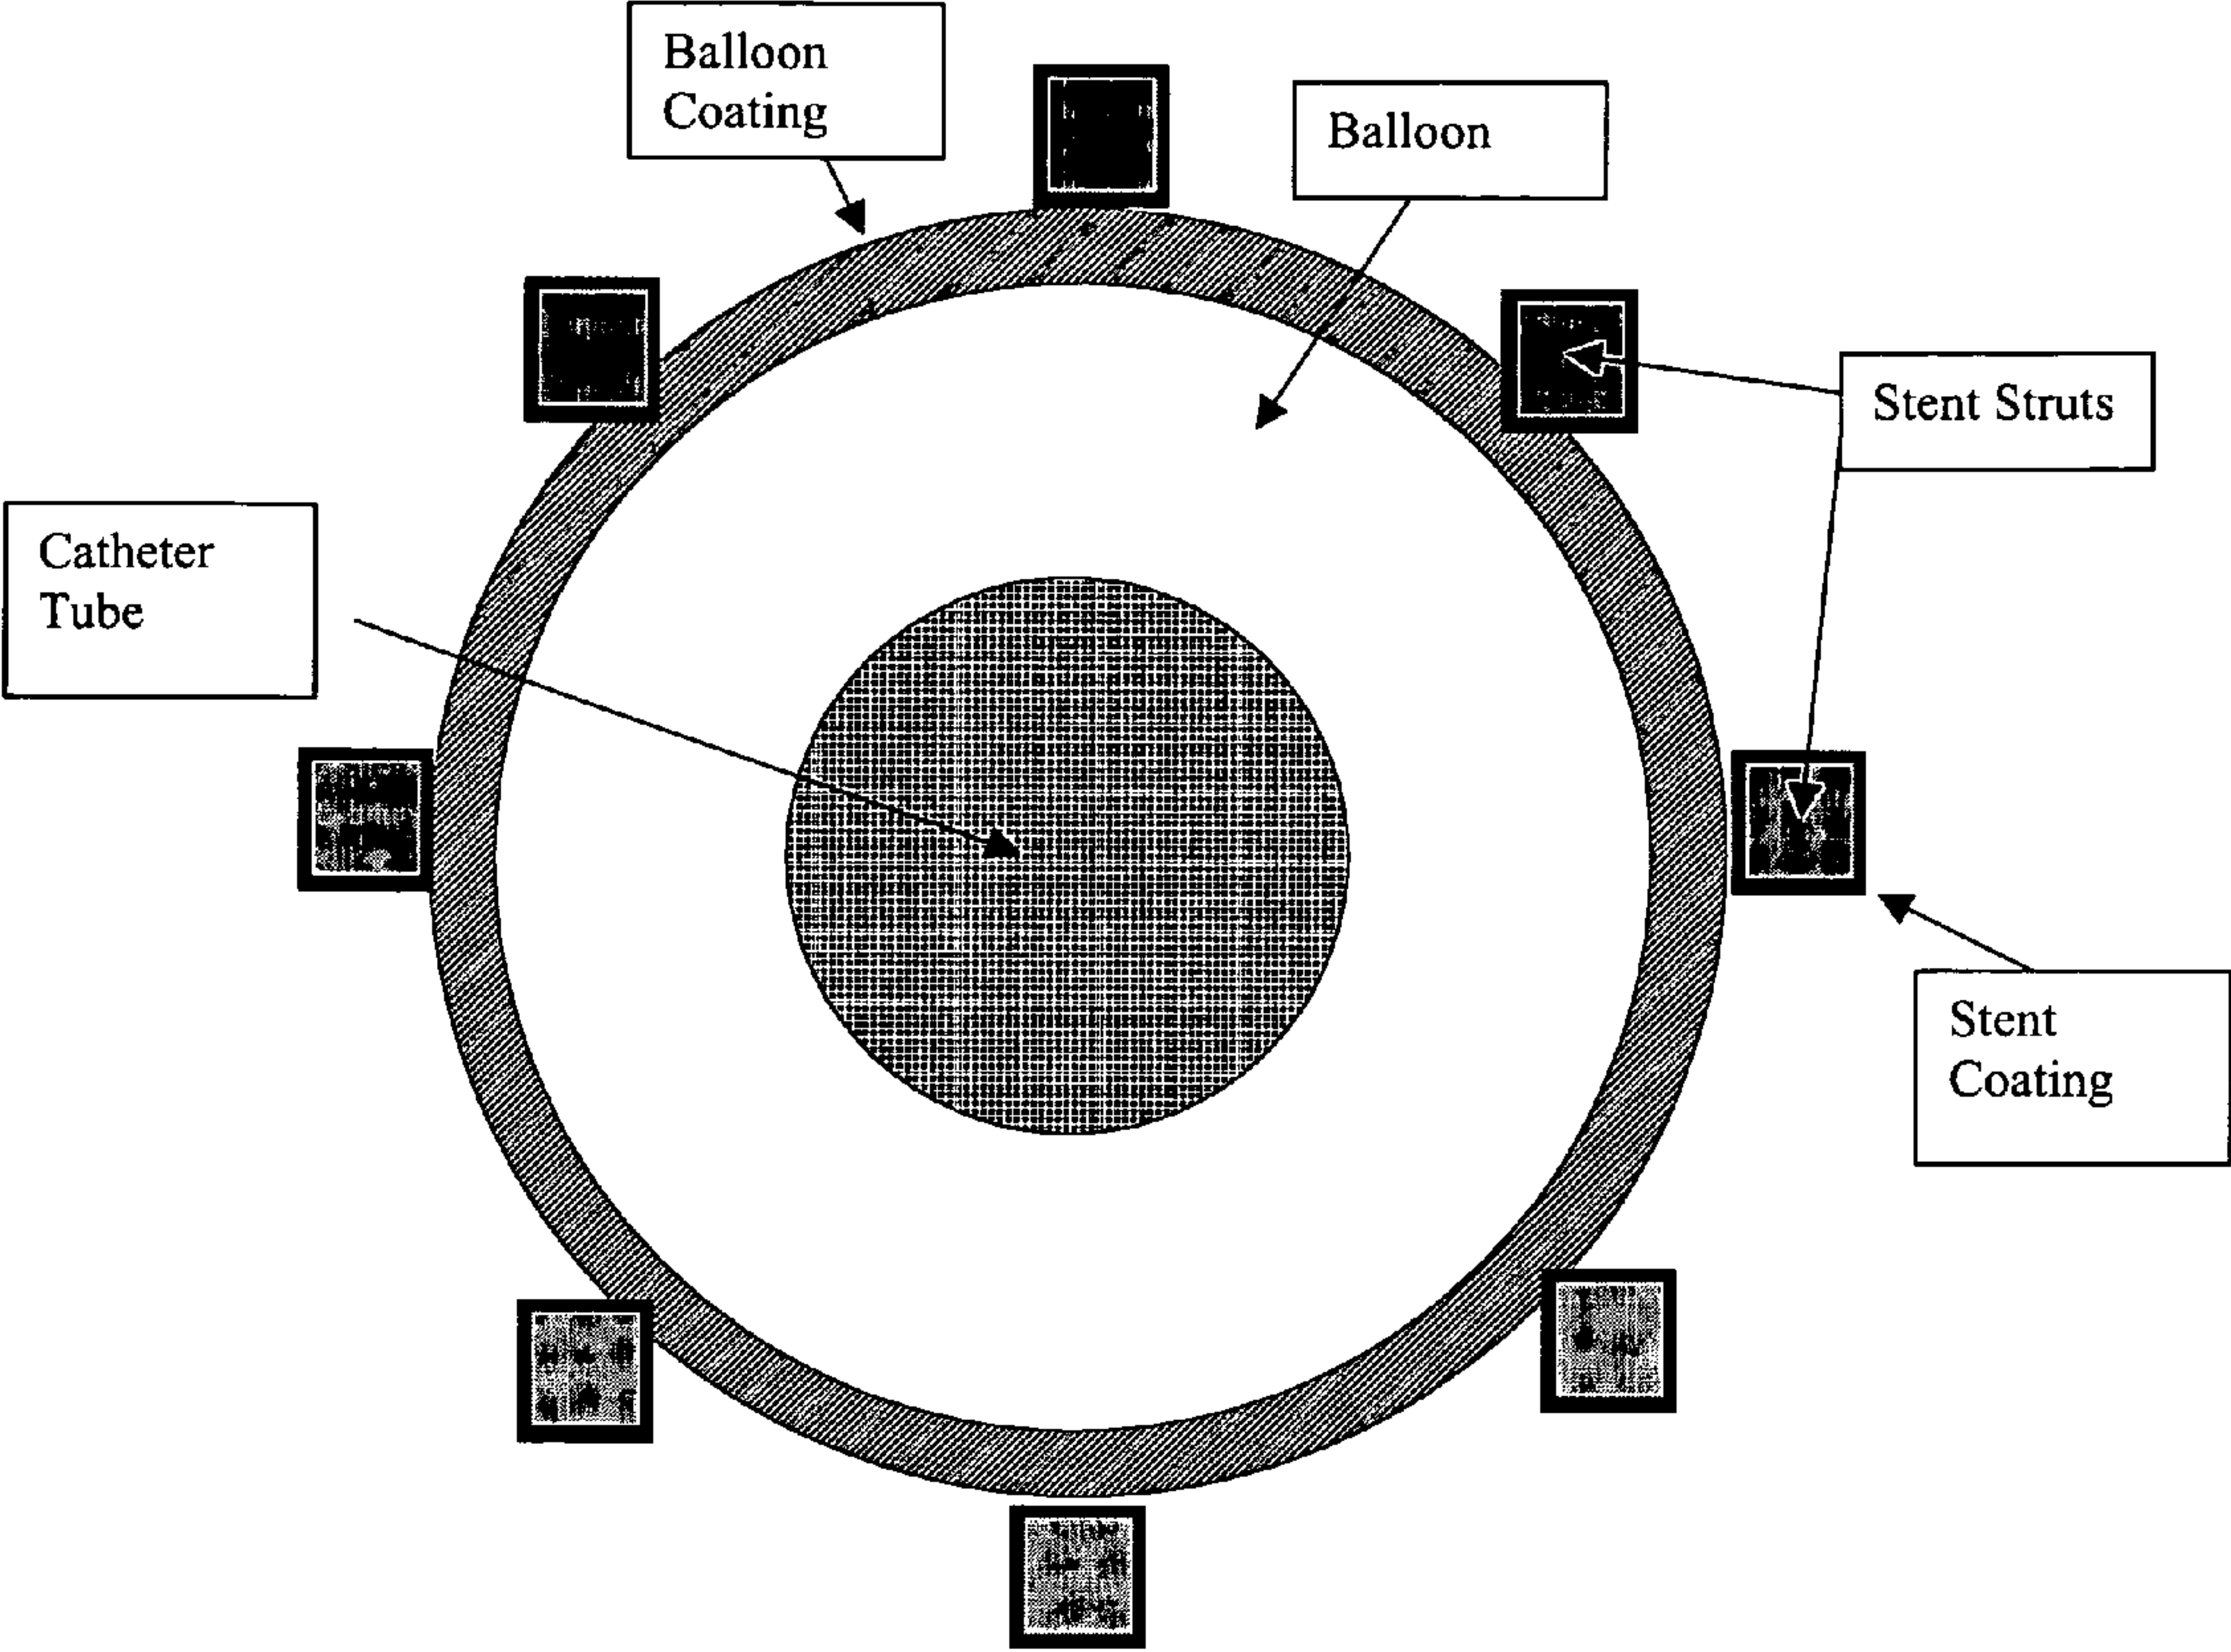 Balloon
Coating
Balloon
Stent Struts
Catheter
Tube
Stent
Coating